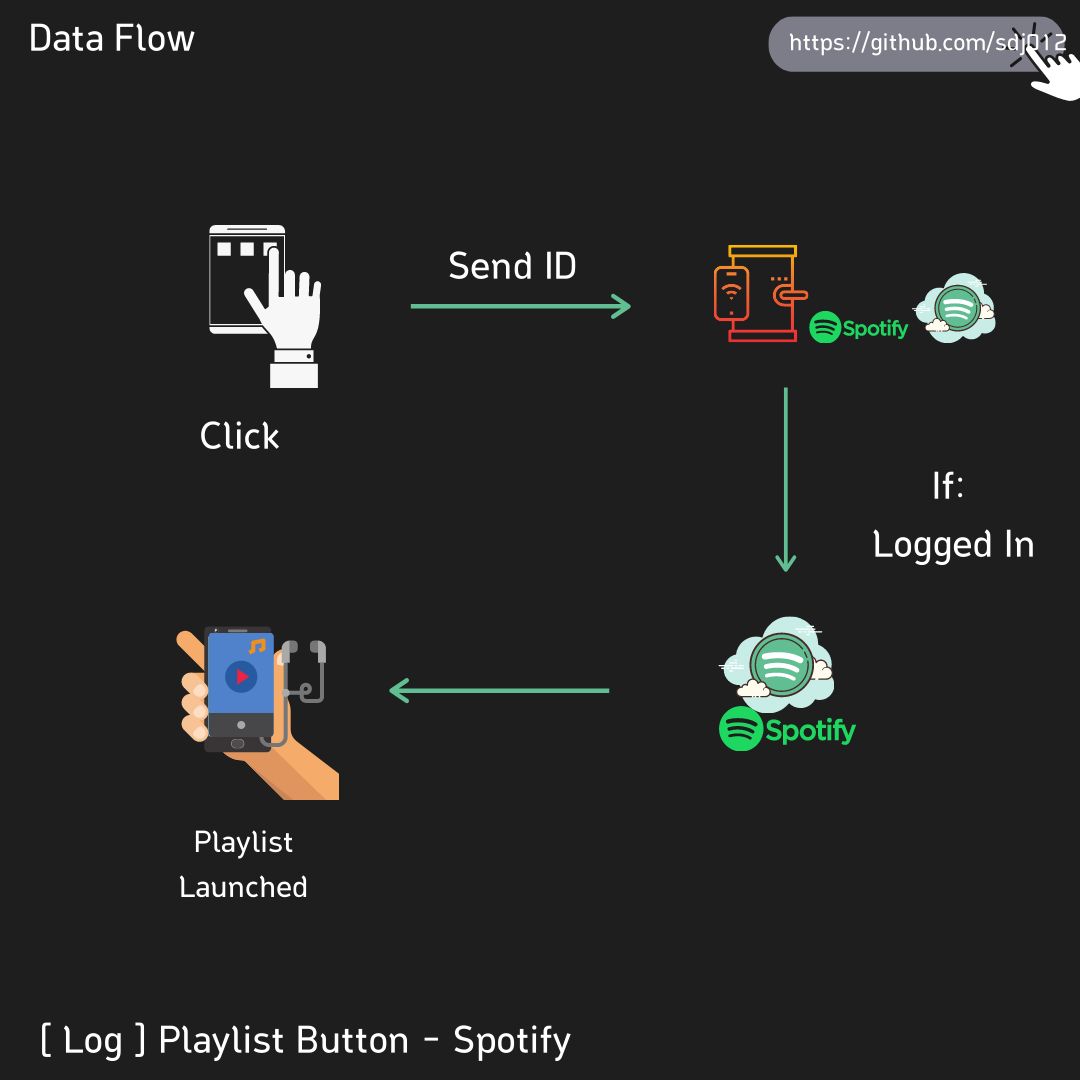 Data Flow
https://github.com/sdj012
Send ID
Spotify
Click
If:
Logged In
Spotify
Playlist
Launched
[ Log ] Playlist Button - Spotify